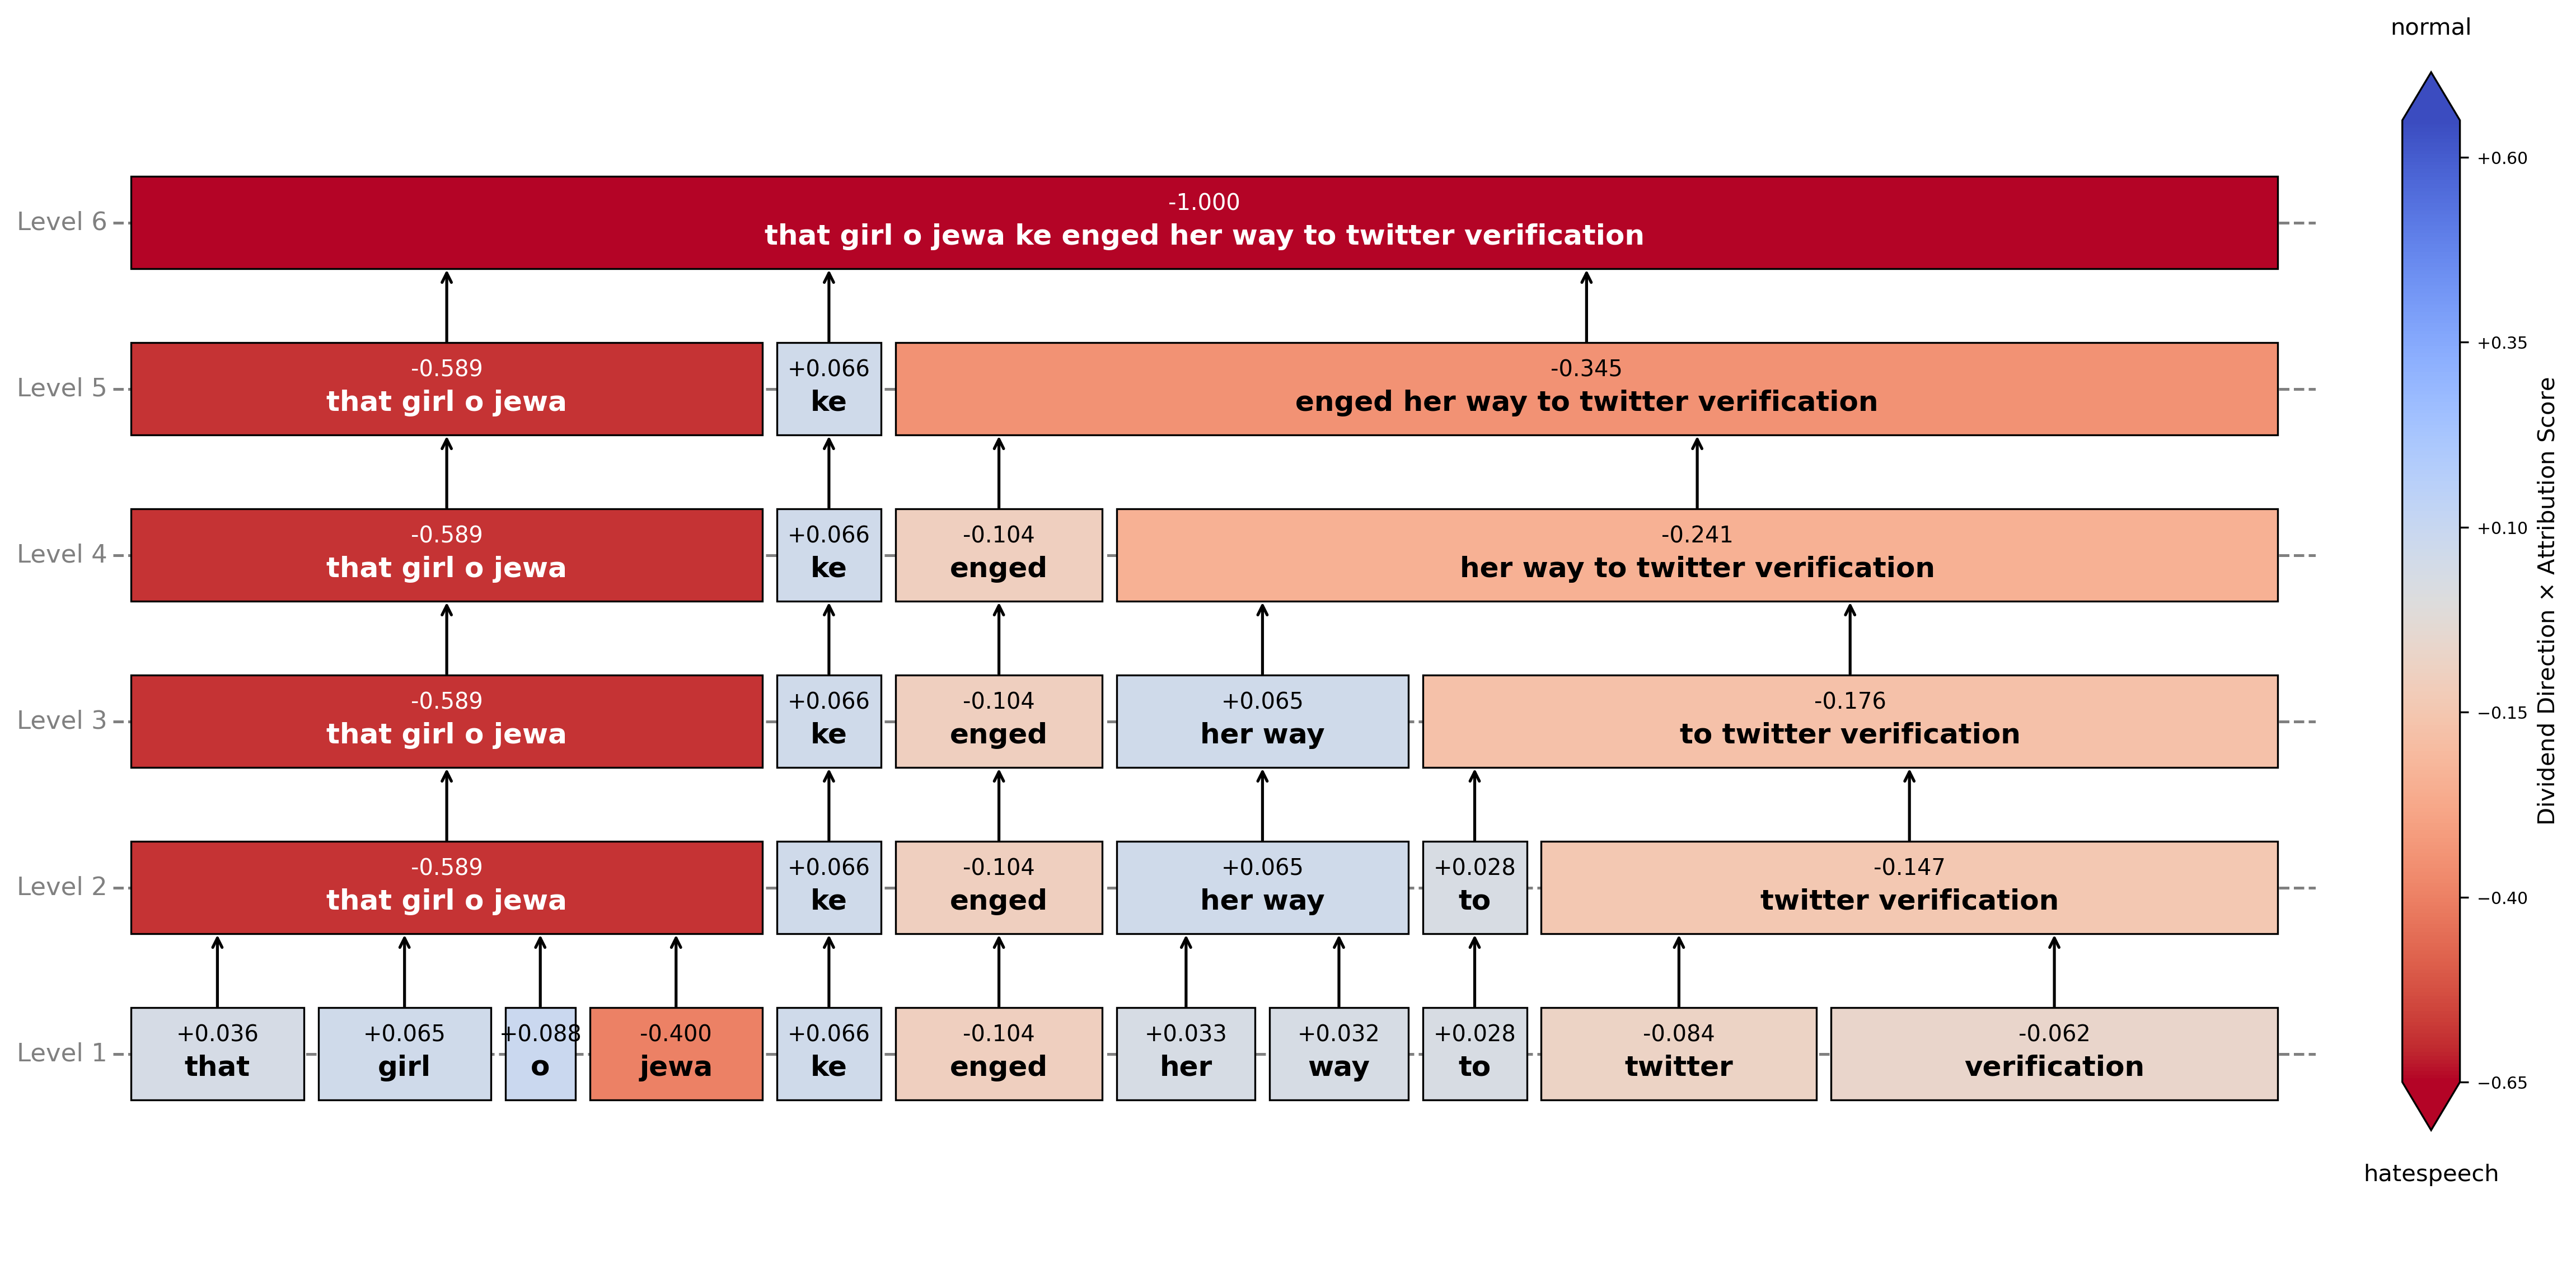 normal
Level 6
-1.000
that girl o jewa ke enged her way to twitter verification
Level 5
-0.589
that girl o jewa
+0.066
ke
-0.345
enged her way to twitter verification
Level 4
-0.589
that girl o jewa
+0.066
ke
-0.104
enged
-0.241
her way to twitter verification
Level 3
-0.589
that girl o jewa
+0.066
ke
-0.104
enged
+0.065
her way
-0.176
to twitter verification
Level 2
-0.589
that girl o jewa
+0.066
ke
-0.104
enged
+0.065
her way
+0.028
to
-0.147
twitter verification
Level 1
+0.036
that
+0.065
girl
+0.088
o
-0.400
jewa
+0.066
ke
-0.104
enged
+0.033
her
+0.032
way
+0.028
to
-0.084
twitter
-0.062
verification
+0.60
+0.35
+0.10
−0.15
−0.40
−0.65
Dividend Direction × Attribution Score
hatespeech